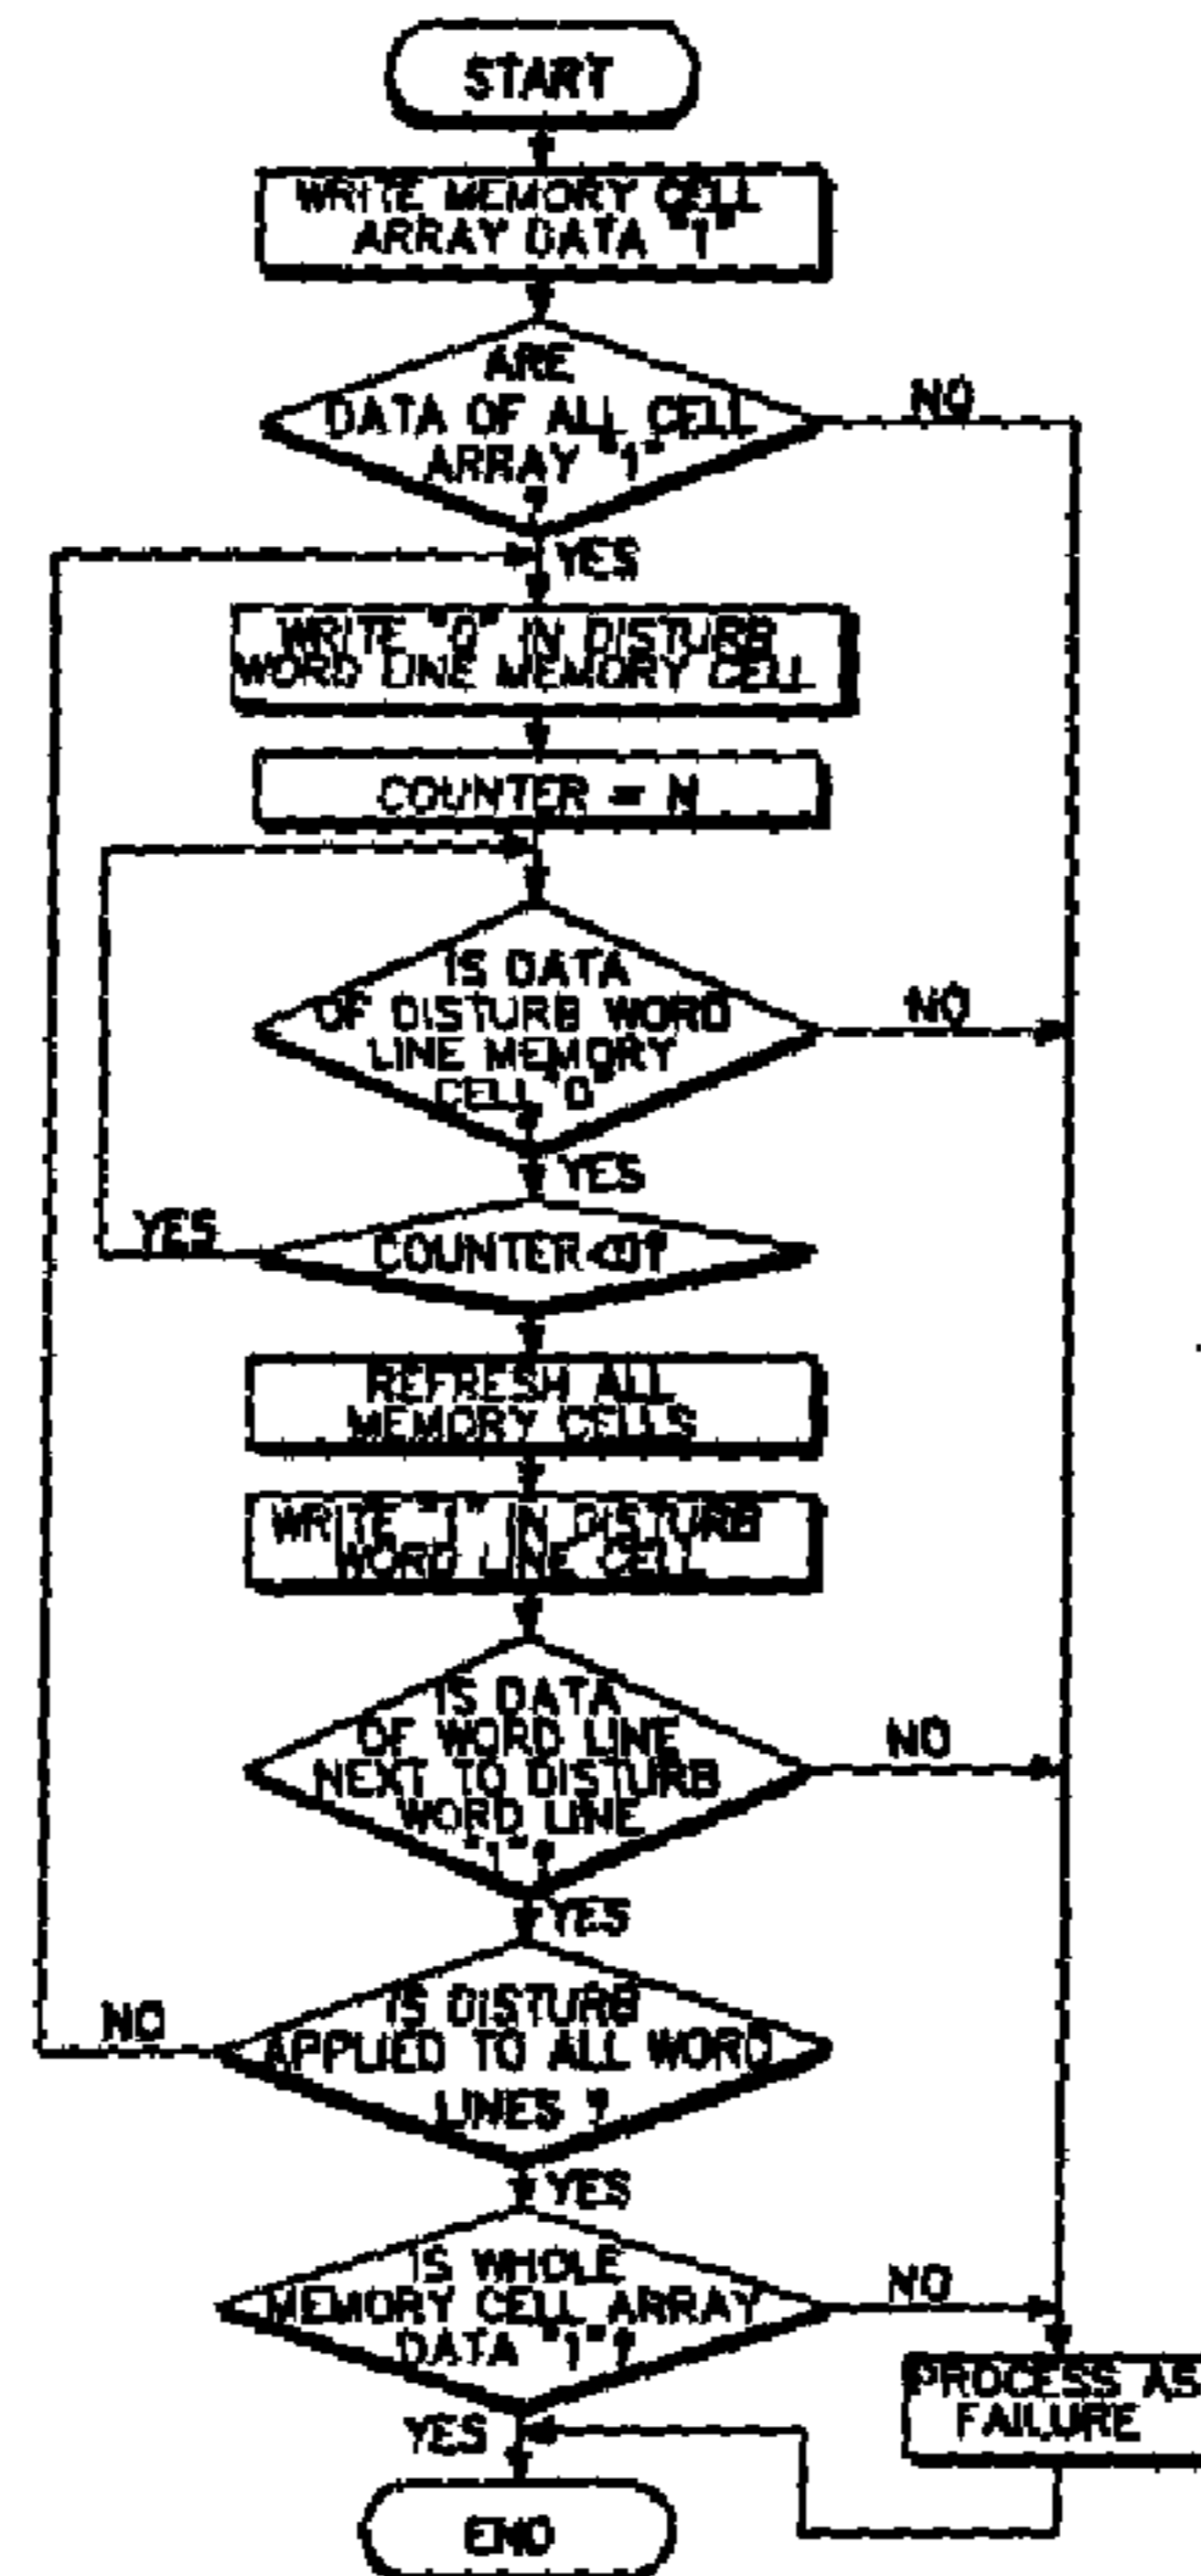 START
WRITE MEMORY CELL
ARRAY DATA "1"
ARE
DATA OF ALL CELL
ARRAY "1"
?
NO
YES
WRITE "0" IN DISTURB
WORD LINE MEMORY CELL
COUNTER = N
IS DATA
OF DISTURB WORD
LINE MEMORY
CELL "0"
?
NO
YES
COUNTER<0?
YES
REFRESH ALL
MEMORY CELLS
WRITE "1" IN DISTURB
WORD LINE CELL
IS DATA
OF WORD LINE
NEXT TO DISTURB
WORD LINE
"1"?
NO
YES
IS DISTURB
APPLIED TO ALL WORD
LINES ?
NO
YES
IS WHOLE
MEMORY CELL ARRAY
DATA "1"?
NO
YES
PROCESS AS
FAILURE
END